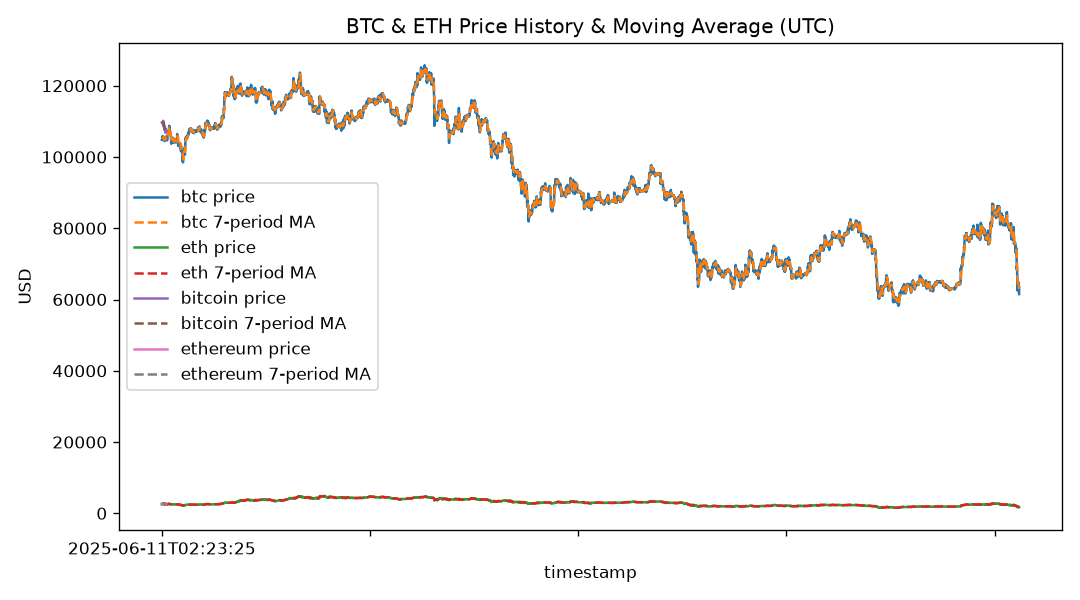 BTC & ETH Price History & Moving Average (UTC)
120000
100000
80000
60000
40000
20000
0
USD
btc price
btc 7-period MA
eth price
eth 7-period MA
bitcoin price
bitcoin 7-period MA
ethereum price
ethereum 7-period MA
2025-06-11T02:23:25
timestamp